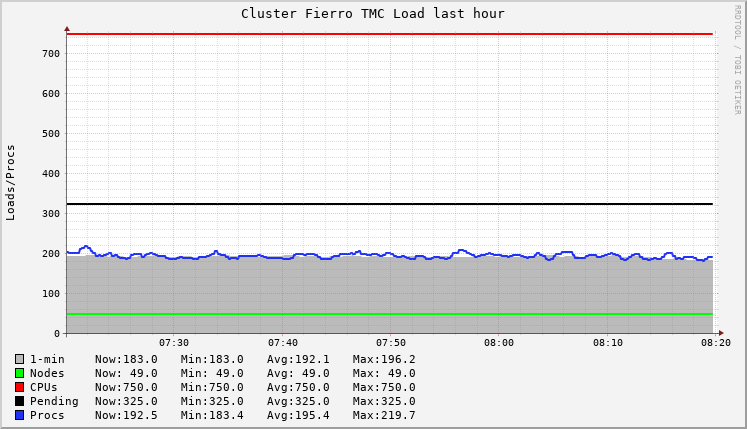 Cluster Fierro TMC Load last hour
RRDTOOL / TOBI OETIKER
Loads/Procs
700
600
500
400
300
200
100
0
07:30 07:40 07:50 08:00 08:10 08:20
1-min Now:183.0 Min:183.0 Avg:192.1 Max:196.2
Nodes Now: 49.0 Min: 49.0 Avg: 49.0 Max: 49.0
CPUs Now:750.0 Min:750.0 Avg:750.0 Max:750.0
Pending Now:325.0 Min:325.0 Avg:325.0 Max:325.0
Procs Now:192.5 Min:183.4 Avg:195.4 Max:219.7